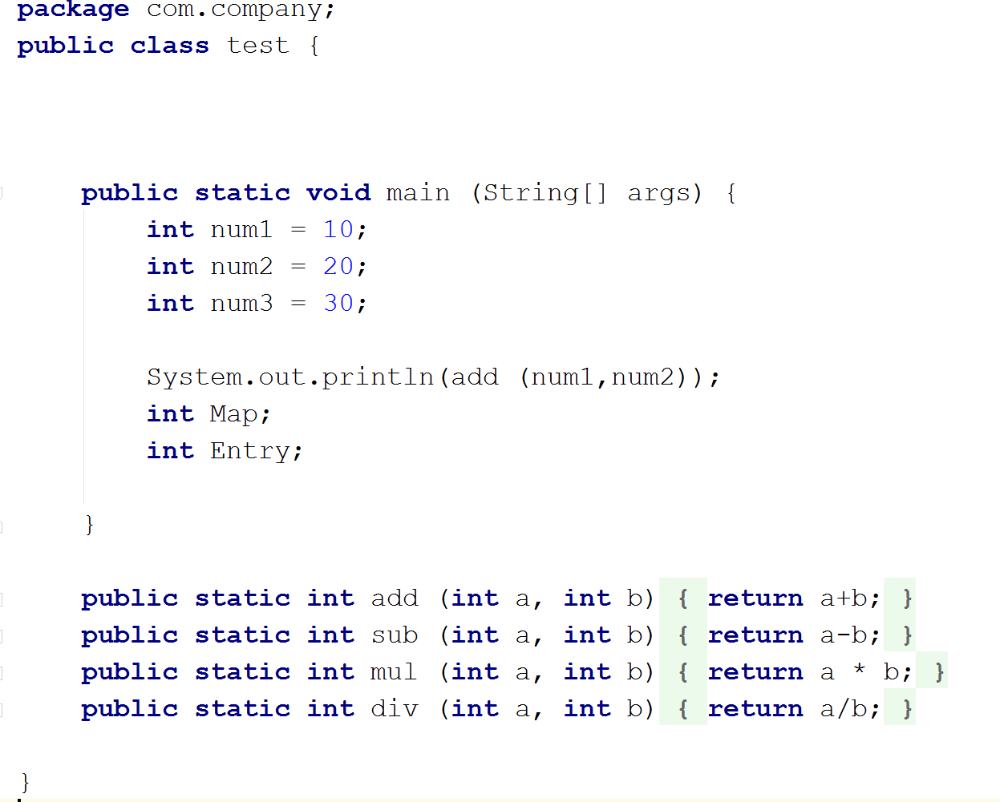 package com.company;
public class test {
public static void main (String[] args) {
int num1 = 10;
int num2 = 20;
int num3 = 30;
System.out.println(add (num1,num2));
int Map;
int Entry;
}
public static int add (int a, int b) { return a+b; }
public static int sub (int a, int b) { return a-b; }
public static int mul (int a, int b) { return a * b; }
public static int div (int a, int b) { return a/b; }
}